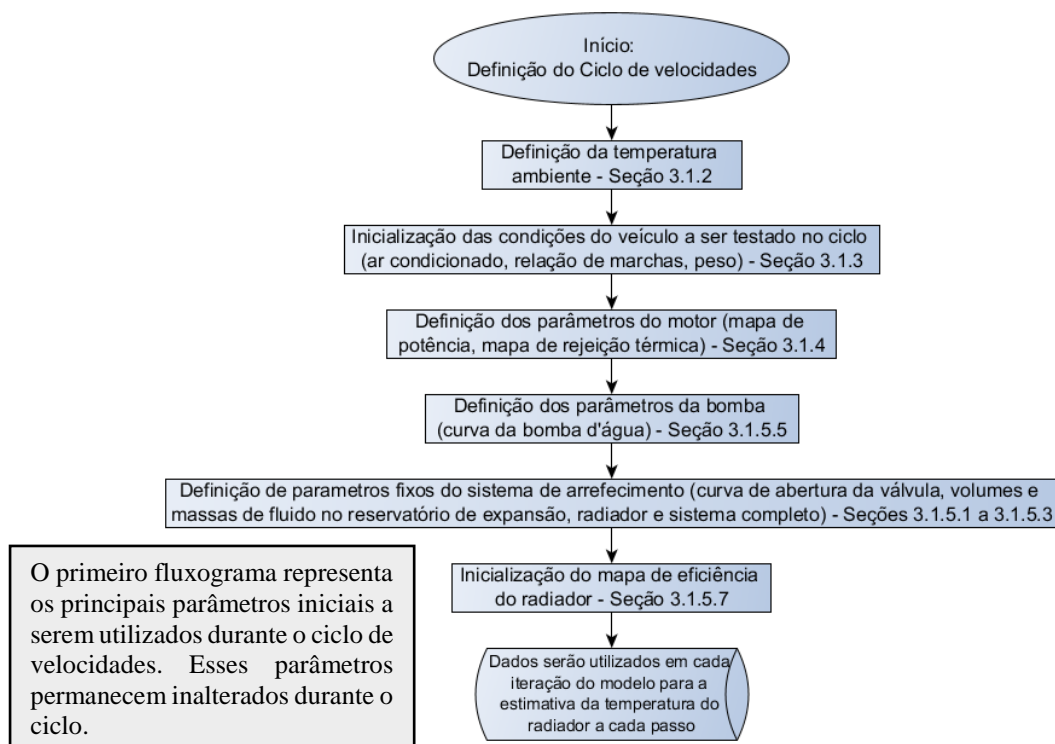 Início:
Definição do Ciclo de velocidades
Definição da temperatura
ambiente - Seção 3.1.2
Inicialização das condições do veículo a ser testado no ciclo
(ar condicionado, relação de marchas, peso) - Seção 3.1.3
Definição dos parâmetros do motor (mapa de
potência, mapa de rejeição térmica) - Seção 3.1.4
Definição dos parâmetros da bomba
(curva da bomba d'água) - Seção 3.1.5.5
Definição de parametros fixos do sistema de arrefecimento (curva de abertura da válvula, volumes e
massas de fluido no reservatório de expansão, radiador e sistema completo) - Seções 3.1.5.1 a 3.1.5.3
Inicialização do mapa de eficiência
do radiador - Seção 3.1.5.7
Dados serão utilizados em cada
iteração do modelo para a
estimativa da temperatura do
radiador a cada passo
O primeiro fluxograma representa
os principais parâmetros iniciais a
serem utilizados durante o ciclo de
velocidades. Esses parâmetros
permanecem inalterados durante o
ciclo.